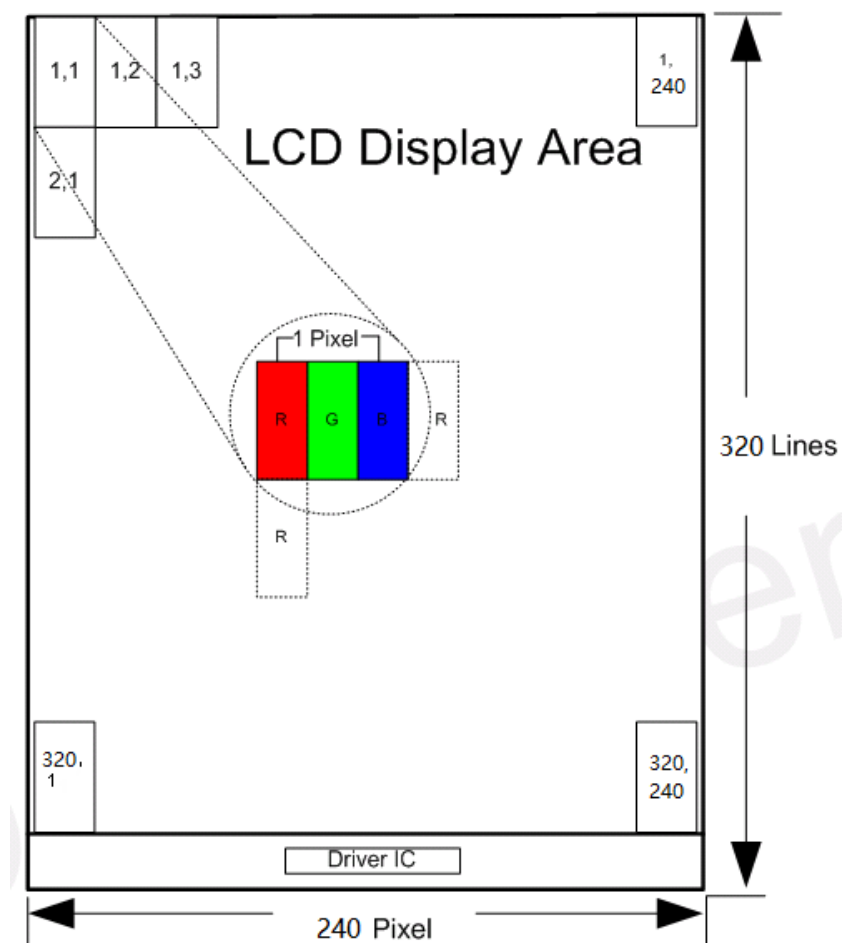 1,1
1,2
1,3
1,
240
LCD Display Area
2,1
1 Pixel
R
G
B
R
320 Lines
R
320,
1
320,
240
Driver IC
240 Pixel